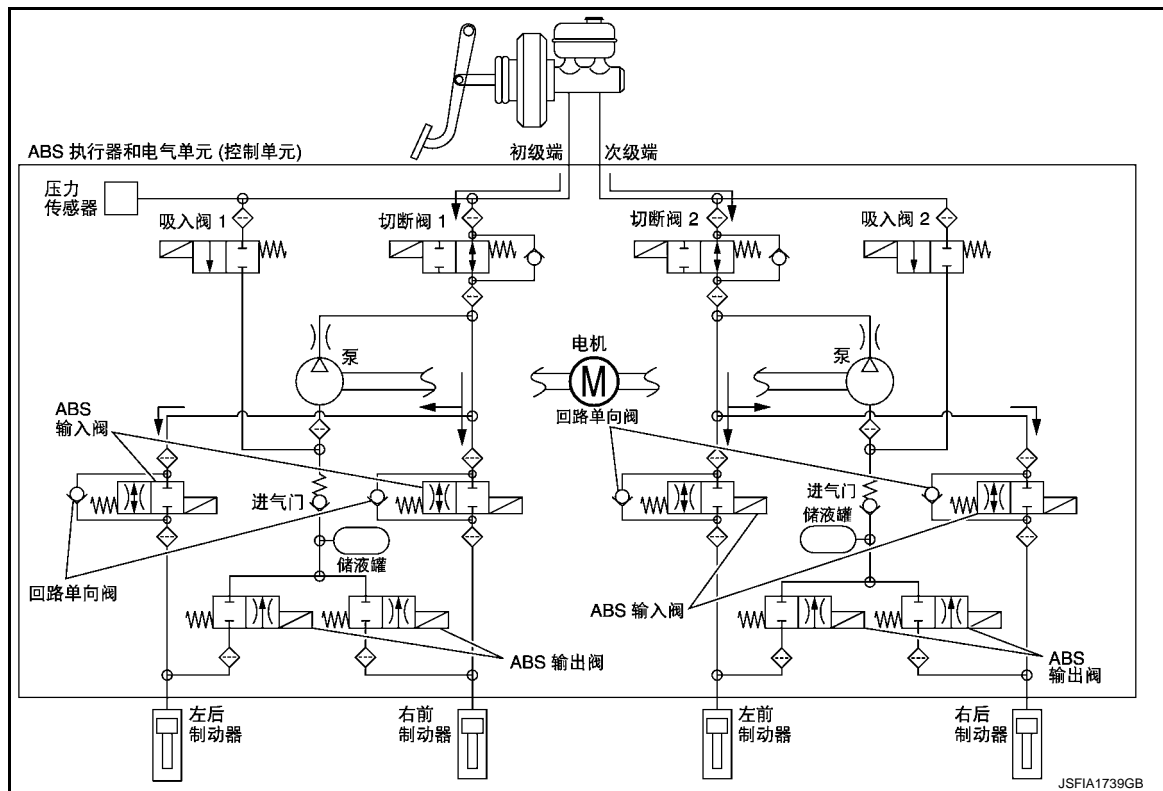 ABS 执行器和电气单元 (控制单元)
初级端
次级端
压力
传感器
吸入阀 1
切断阀 1
切断阀 2
吸入阀 2
泵
电机
M
泵
ABS
输入阀
回路单向阀
进气门
进气门
储液罐
储液罐
回路单向阀
ABS 输入阀
ABS 输出阀
ABS
输出阀
左后
制动器
右前
制动器
左前
制动器
右后
制动器
JSFIA1739GB